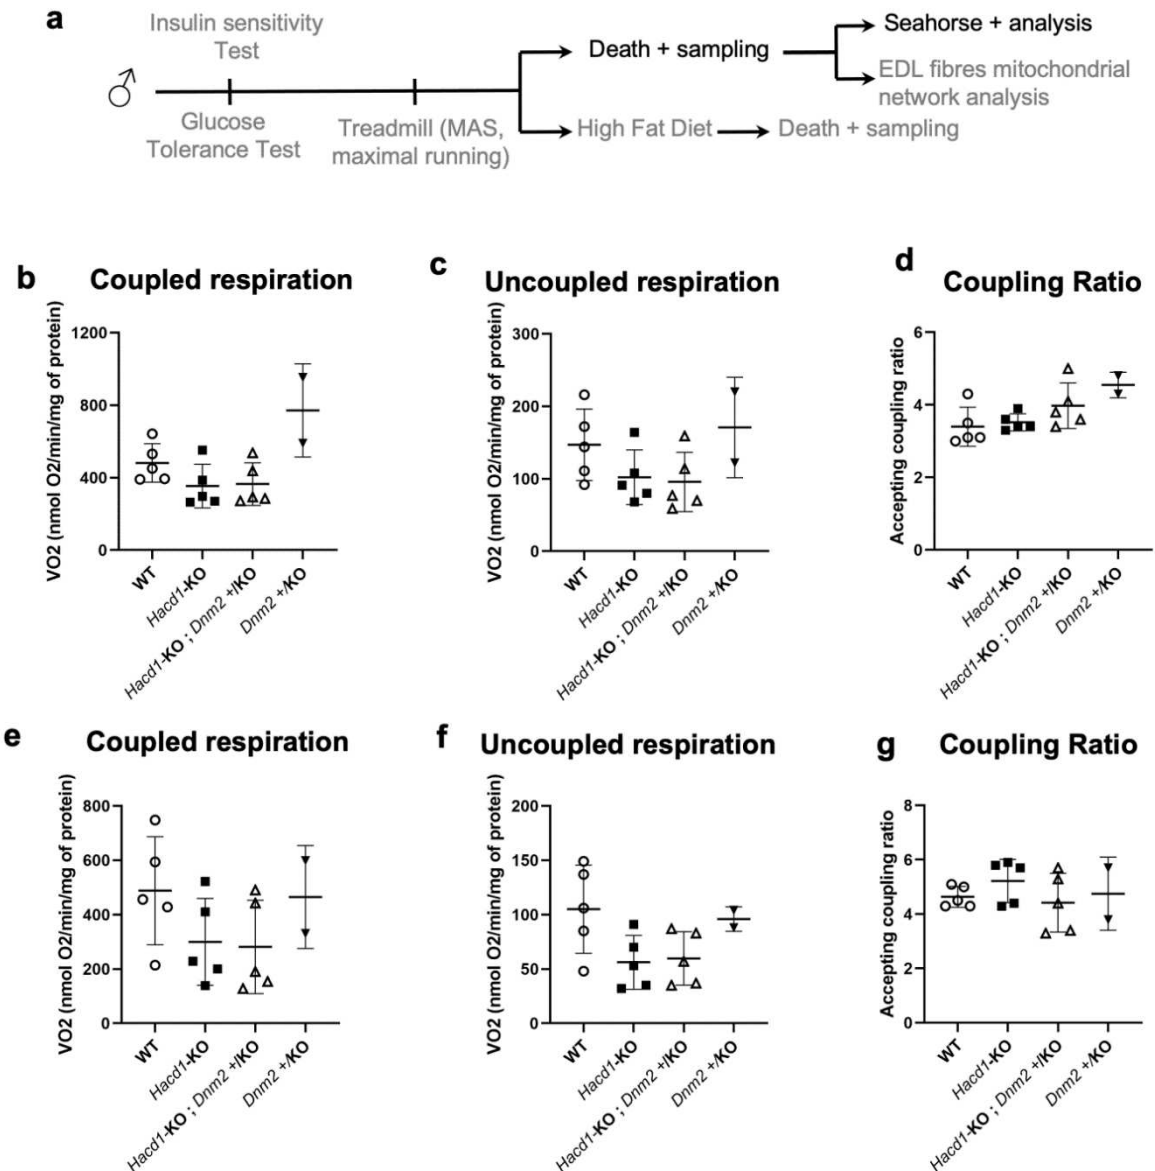 a
Insulin sensitivity
Test
Glucose
Tolerance Test
Treadmill (MAS,
maximal running)
Death + sampling
Seahorse + analysis
EDL fibres mitochondrial
network analysis
High Fat Diet
Death + sampling
b
Coupled respiration
VO2 (nmol O2/min/mg of protein)
1200
800
400
0
WT
Hacd1-KO
Hacd1-KO ; Dnm2 +/KO
Dnm2 +/KO
c
Uncoupled respiration
VO2 (nmol O2/min/mg of protein)
300
200
100
0
WT
Hacd1-KO
Hacd1-KO ; Dnm2 +/KO
Dnm2 +/KO
d
Coupling Ratio
Accepting coupling ratio
6
4
2
0
WT
Hacd1-KO
Hacd1-KO ; Dnm2 +/KO
Dnm2 +/KO
e
Coupled respiration
VO2 (nmol O2/min/mg of protein)
800
600
400
200
0
WT
Hacd1-KO
Hacd1-KO ; Dnm2 +/KO
Dnm2 +/KO
f
Uncoupled respiration
VO2 (nmol O2/min/mg of protein)
200
150
100
50
0
WT
Hacd1-KO
Hacd1-KO ; Dnm2 +/KO
Dnm2 +/KO
g
Coupling Ratio
Accepting coupling ratio
8
6
4
2
0
WT
Hacd1-KO
Hacd1-KO ; Dnm2 +/KO
Dnm2 +/KO